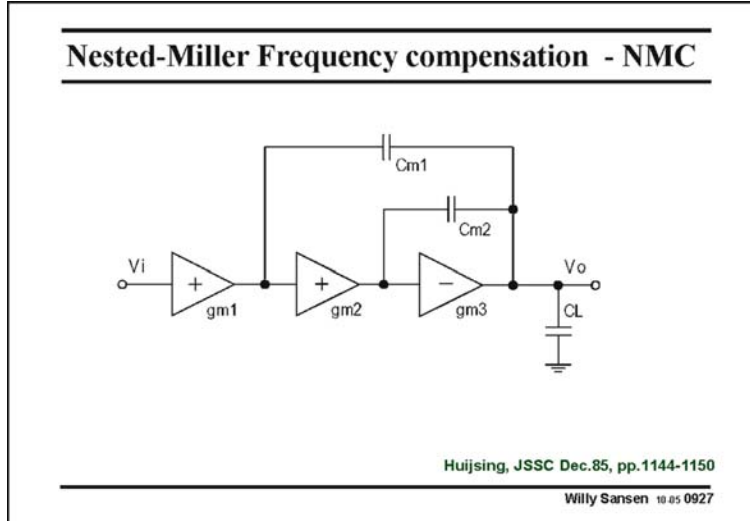 Nested-Miller Frequency compensation - NMC
Cm1
Cm2
Vi
+
+
−
Vo
gm1
gm2
gm3
CL
Huijsing, JSSC Dec.85, pp.1144-1150
Willy Sansen 10-05 0927